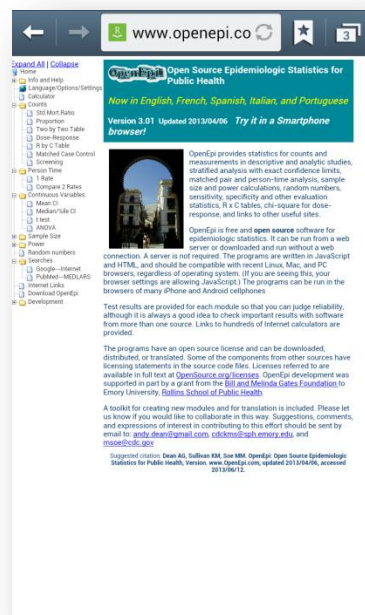 www.openepi.co
3
Expand All | Collapse
Home
Info and Help
Language/Options/Settings
Calculator
Counts
Std.Mort.Ratio
Proportion
Two by Two Table
Dose-Response
R by C Table
Matched Case Control
Screening
Person Time
1 Rate
Compare 2 Rates
Continuous Variables
Mean CI
Median/%ile CI
t test
ANOVA
Sample Size
Power
Random numbers
Searches
Google--Internet
PubMed--MEDLARS
Internet Links
Download OpenEpi
Development
OpenEpi Open Source Epidemiologic Statistics for
Public Health
Now in English, French, Spanish, Italian, and Portuguese
Version 3.01 Updated 2013/04/06 Try it in a Smartphone
browser!
OpenEpi provides statistics for counts and
measurements in descriptive and analytic studies,
stratified analysis with exact confidence limits,
matched pair and person-time analysis, sample
size and power calculations, random numbers,
sensitivity, specificity and other evaluation
statistics, R x C tables, chi-square for dose-
response, and links to other useful sites.
OpenEpi is free and open source software for
epidemiologic statistics. It can be run from a web
server or downloaded and run without a web
connection. A server is not required. The programs are written in JavaScript
and HTML, and should be compatible with recent Linux, Mac, and PC
browsers, regardless of operating system. (If you are seeing this, your
browser settings are allowing JavaScript.) The programs can be run in the
browsers of many iPhone and Android cellphones
Test results are provided for each module so that you can judge reliability,
although it is always a good idea to check important results with software
from more than one source. Links to hundreds of Internet calculators are
provided.
The programs have an open source license and can be downloaded,
distributed, or translated. Some of the components from other sources have
licensing statements in the source code files. Licenses referred to are
available in full text at OpenSource.org/licenses. OpenEpi development was
supported in part by a grant from the Bill and Melinda Gates Foundation to
Emory University, Rollins School of Public Health.
A toolkit for creating new modules and for translation is included. Please let
us know if you would like to collaborate in this way. Suggestions, comments,
and expressions of interest in contributing to this effort should be sent by
email to: andy.dean@gmail.com, cdckms@sph.emory.edu, and
msoe@cdc.gov
Suggested citation: Dean AG, Sullivan KM, Soe MM. OpenEpi: Open Source Epidemiologic
Statistics for Public Health, Version. www.OpenEpi.com, updated 2013/04/06, accessed
2013/06/12.